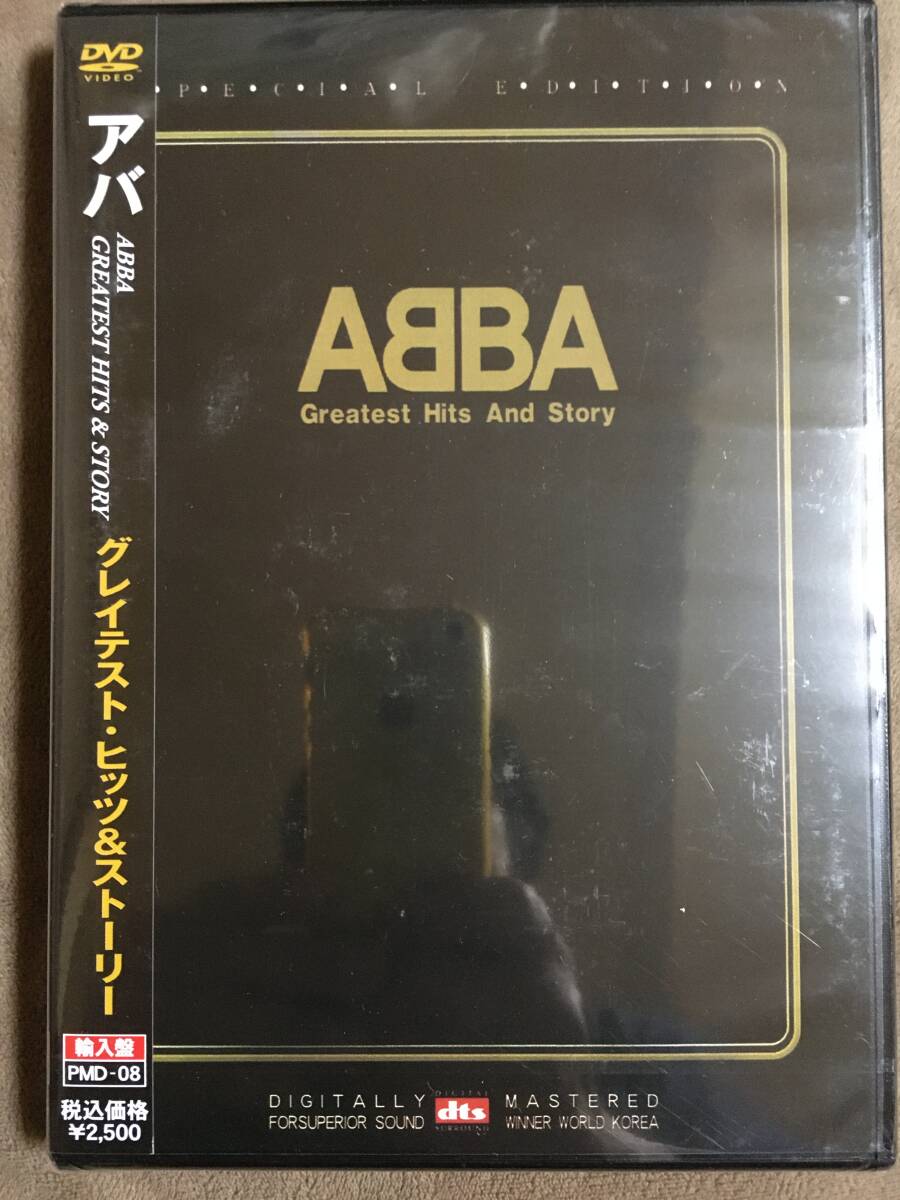 DVD
VIDEO
アバ
ABBA
GREATEST HITS & STORY
グレイテスト・ヒッツ&ストーリー
輸入盤
PMD-08
税込価格
¥2,500
P•E•C•I•A•L E•D•I•T•I•O•N
ABBA
Greatest Hits And Story
DIGITALLY
FORSUPERIOR SOUND
DIGITAL
dts
SURROUND
MASTERED
WINNER WORLD KOREA